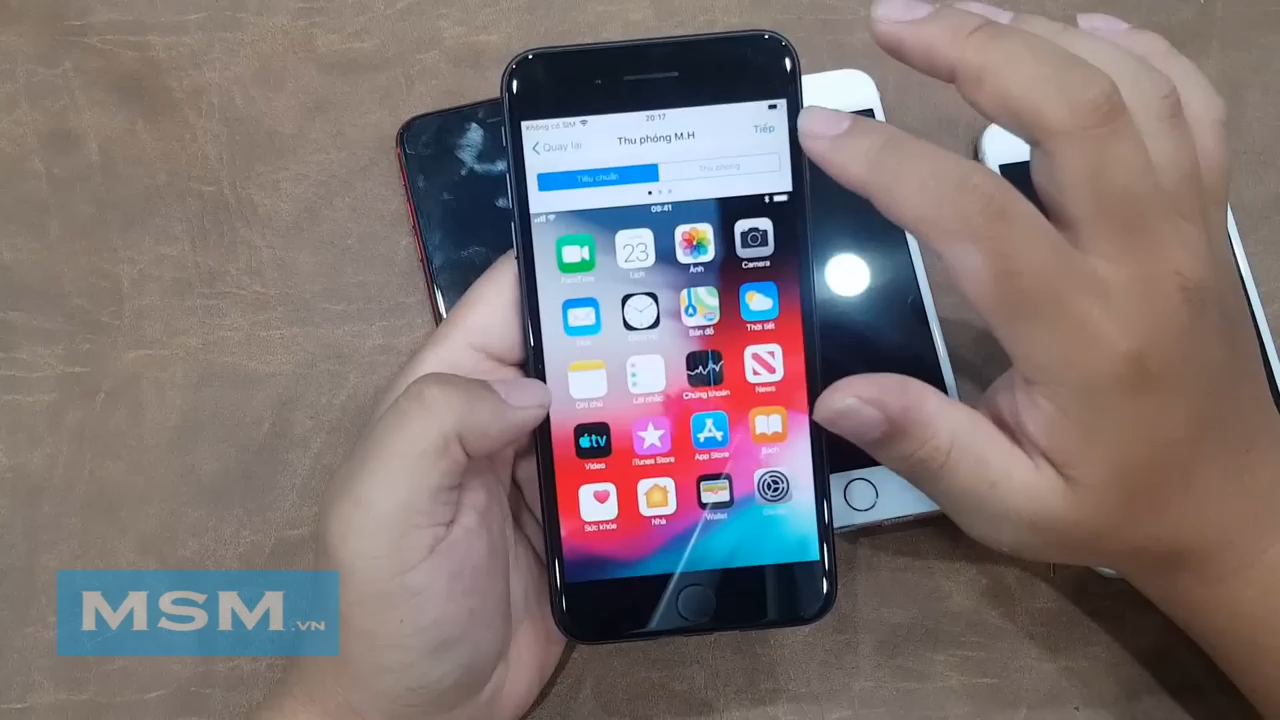 Không có SIM
20:17
Quay lại
Thu phóng M.H
Tiếp
Tiêu chuẩn
Thu phóng
09:41
FaceTime
23
Lịch
Ảnh
Camera
Mail
Bản đồ
Thời tiết
Ghi chú
Lời nhắc
Chứng khoán
News
tv
Video
iTunes Store
App Store
Sách
Sức khỏe
Nhà
Wallet
MSM.VN